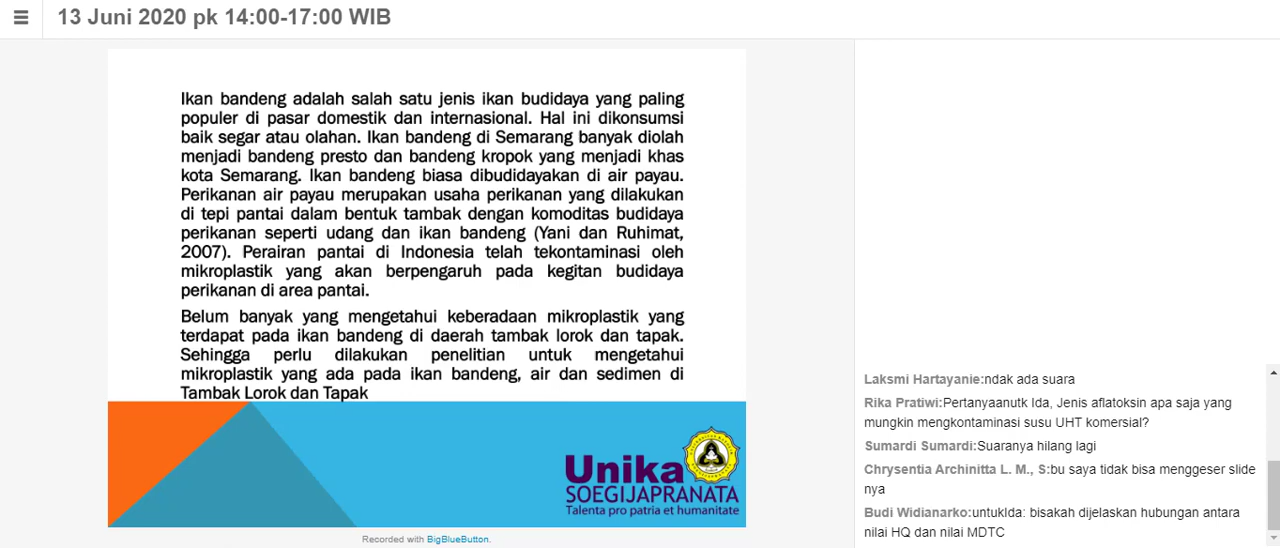 13 Juni 2020 pk 14:00-17:00 WIB
Ikan bandeng adalah salah satu jenis ikan budidaya yang paling
populer di pasar domestik dan internasional. Hal ini dikonsumsi
baik segar atau olahan. Ikan bandeng di Semarang banyak diolah
menjadi bandeng presto dan bandeng kropok yang menjadi khas
kota Semarang. Ikan bandeng biasa dibudidayakan di air payau.
Perikanan air payau merupakan usaha perikanan yang dilakukan
di tepi pantai dalam bentuk tambak dengan komoditas budidaya
perikanan seperti udang dan ikan bandeng (Yani dan Ruhimat,
2007). Perairan pantai di Indonesia telah tekontaminasi oleh
mikroplastik yang akan berpengaruh pada kegitan budidaya
perikanan di area pantai.
Belum banyak yang mengetahui keberadaan mikroplastik yang
terdapat pada ikan bandeng di daerah tambak lorok dan tapak.
Sehingga perlu dilakukan penelitian untuk mengetahui
mikroplastik yang ada pada ikan bandeng, air dan sedimen di
Tambak Lorok dan Tapak
Unika
SOEGIJAPRANATA
Talenta pro patria et humanitate
Recorded with BigBlueButton.
Laksmi Hartayanie:ndak ada suara
Rika Pratiwi:Pertanyaanutk Ida, Jenis aflatoksin apa saja yang
mungkin mengkontaminasi susu UHT komersial?
Sumardi Sumardi:Suaranya hilang lagi
Chrysentia Archinitta L. M., S:bu saya tidak bisa menggeser slide
nya
Budi Widianarko:untukIda: bisakah dijelaskan hubungan antara
nilai HQ dan nilai MDTC